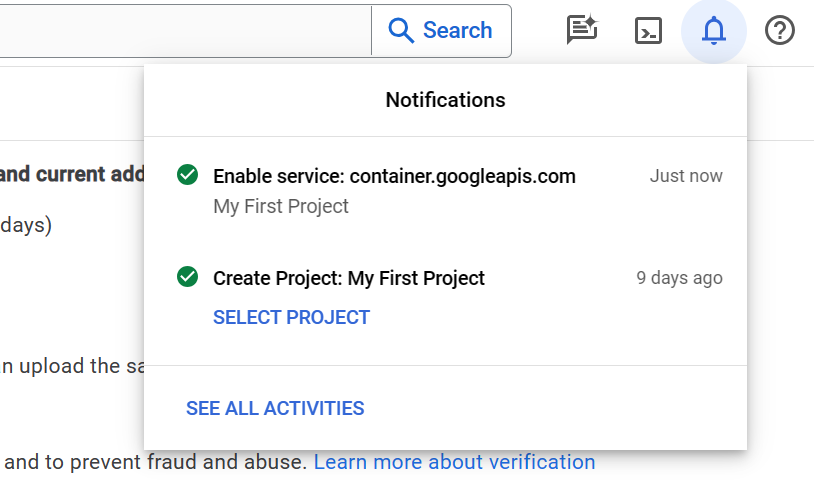 Search
Notifications
and current add
Enable service: container.googleapis.com
Just now
My First Project
days)
Create Project: My First Project
9 days ago
SELECT PROJECT
n upload the sa
SEE ALL ACTIVITIES
and to prevent fraud and abuse. Learn more about verification